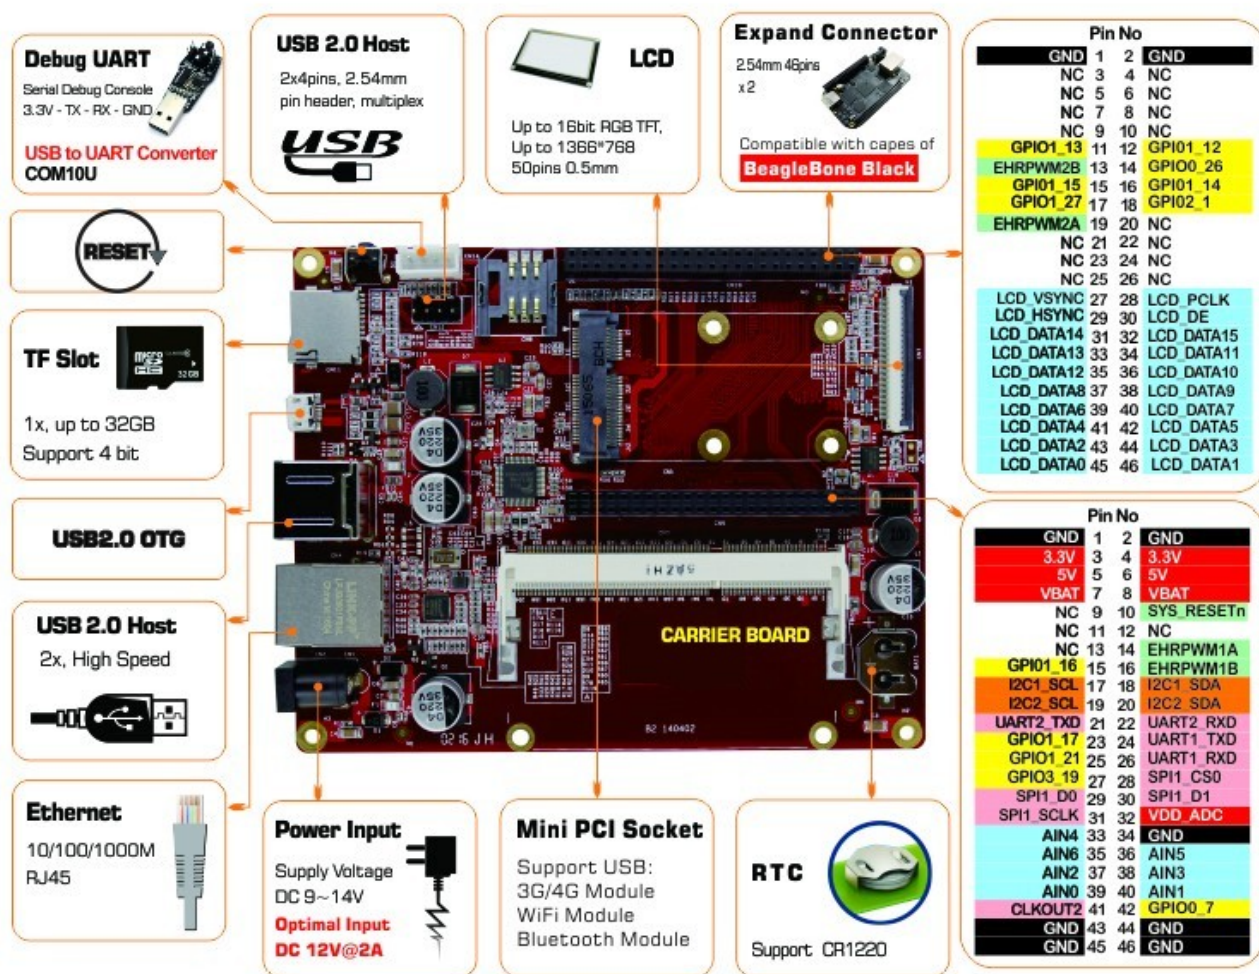 Debug UART
Serial Debug Console
3.3V - TX - RX - GND
USB to UART Converter
COM10U
USB 2.0 Host
2x4pins, 2.54mm
pin header, multiplex
USB
LCD
Up to 16bit RGB TFT,
Up to 1366*768
50pins 0.5mm
Expand Connector
2.54mm 46pins
x 2
Compatible with capes of
BeagleBone Black
RESET
TF Slot
micro
32GB
1x, up to 32GB
Support 4 bit
USB2.0 OTG
USB 2.0 Host
2x, High Speed
Ethernet
10/100/1000M
RJ45
Power Input
Supply Voltage
DC 9~14V
Optimal Input
DC 12V@2A
Mini PCI Socket
Support USB:
3G/4G Module
WiFi Module
Bluetooth Module
RTC
Support CR1220
CARRIER BOARD
B2 140402
0216 JH
Pin No
GND 1 2 GND
NC 3 4 NC
NC 5 6 NC
NC 7 8 NC
NC 9 10 NC
GPIO1_13 11 12 GPI01_12
EHRPWM2B 13 14 GPIO0_26
GPI01_15 15 16 GPI01_14
GPIO1_27 17 18 GPI02_1
EHRPWM2A 19 20 NC
NC 21 22 NC
NC 23 24 NC
NC 25 26 NC
LCD_VSYNC 27 28 LCD_PCLK
LCD_HSYNC 29 30 LCD_DE
LCD_DATA14 31 32 LCD_DATA15
LCD_DATA13 33 34 LCD_DATA11
LCD_DATA12 35 36 LCD_DATA10
LCD_DATA8 37 38 LCD_DATA9
LCD_DATA6 39 40 LCD_DATA7
LCD_DATA4 41 42 LCD_DATA5
LCD_DATA2 43 44 LCD_DATA3
LCD_DATA0 45 46 LCD_DATA1
Pin No
GND 1 2 GND
3.3V 3 4 3.3V
5V 5 6 5V
VBAT 7 8 VBAT
NC 9 10 SYS_RESETn
NC 11 12 NC
NC 13 14 EHRPWM1A
GPI01_16 15 16 EHRPWM1B
I2C1_SCL 17 18 I2C1_SDA
I2C2_SCL 19 20 I2C2_SDA
UART2_TXD 21 22 UART2_RXD
GPIO1_17 23 24 UART1_TXD
GPIO1_21 25 26 UART1_RXD
GPIO3_19 27 28 SPI1_CS0
SPI1_D0 29 30 SPI1_D1
SPI1_SCLK 31 32 VDD_ADC
AIN4 33 34 GND
AIN6 35 36 AIN5
AIN2 37 38 AIN3
AIN0 39 40 AIN1
CLKOUT2 41 42 GPIO0_7
GND 43 44 GND
GND 45 46 GND